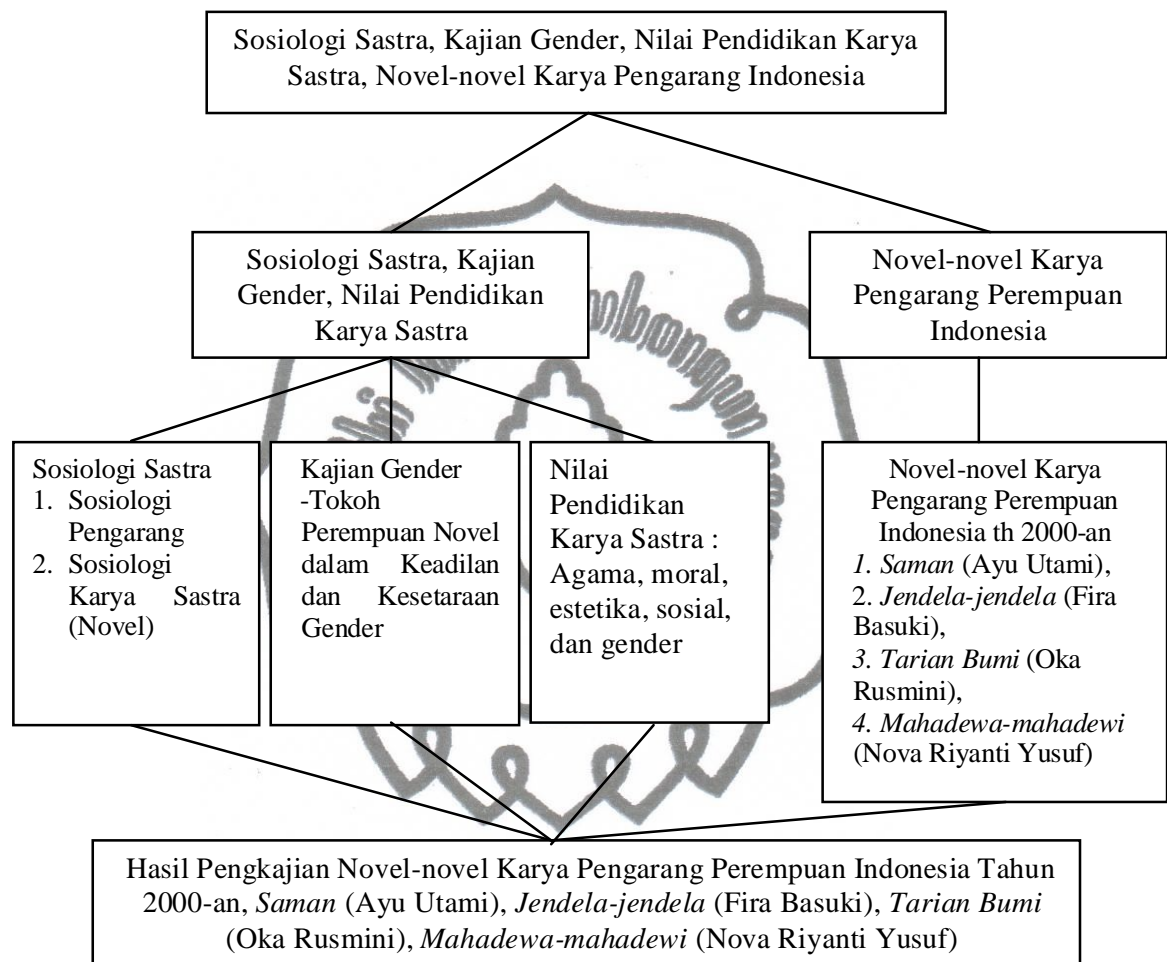 Sosiologi Sastra, Kajian Gender, Nilai Pendidikan Karya
Sastra, Novel-novel Karya Pengarang Indonesia
Sosiologi Sastra, Kajian
Gender, Nilai Pendidikan
Karya Sastra
Novel-novel Karya
Pengarang Perempuan
Indonesia
Sosiologi Sastra
1. Sosiologi
Pengarang
2. Sosiologi
Karya Sastra
(Novel)
Kajian Gender
-Tokoh
Perempuan Novel
dalam Keadilan
dan Kesetaraan
Gender
Nilai
Pendidikan
Karya Sastra :
Agama, moral,
estetika, sosial,
dan gender
Novel-novel Karya
Pengarang Perempuan
Indonesia th 2000-an
1. Saman (Ayu Utami),
2. Jendela-jendela (Fira
Basuki),
3. Tarian Bumi (Oka
Rusmini),
4. Mahadewa-mahadewi
(Nova Riyanti Yusuf)
Hasil Pengkajian Novel-novel Karya Pengarang Perempuan Indonesia Tahun
2000-an, Saman (Ayu Utami), Jendela-jendela (Fira Basuki), Tarian Bumi
(Oka Rusmini), Mahadewa-mahadewi (Nova Riyanti Yusuf)